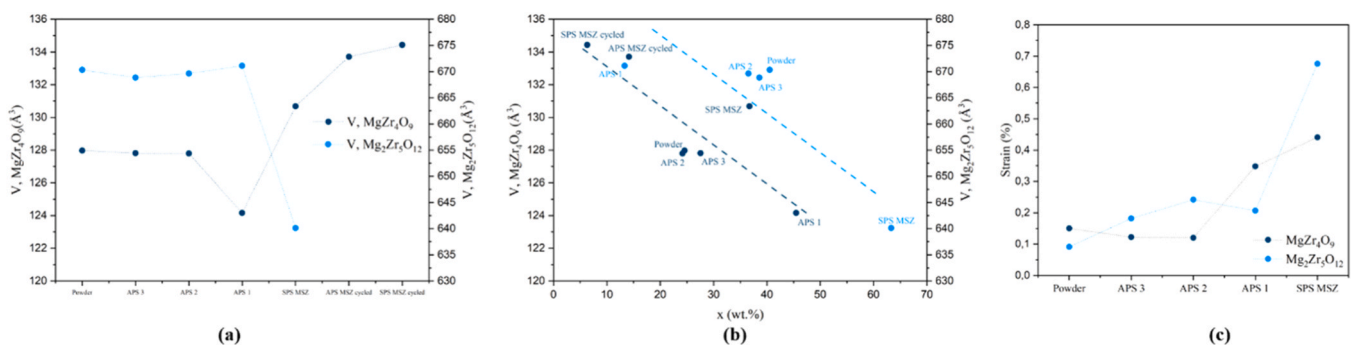 136
134
132
130
128
126
124
122
120
V, MgZr₄O₉(Å³)
680
675
670
665
660
655
650
645
640
635
630
V, Mg₂Zr₅O₁₂(Å³)
V, MgZr₄O₉
V, Mg₂Zr₅O₁₂
Powder APS 3 APS 2 APS 1 SPS MSZ APS MSZ cycled SPS MSZ cycled
(a)
136
134
132
130
128
126
124
122
120
V, MgZr₄O₉ (Å³)
680
675
670
665
660
655
650
645
640
635
630
V, Mg₂Zr₅O₁₂ (Å³)
SPS MSZ cycled
APS MSZ cycled
APS 1
APS 2
Powder
APS 3
SPS MSZ
Powder
APS 2
APS 3
APS 1
SPS MSZ
0 10 20 30 40 50 60 70
x (wt.%)
(b)
0,8
0,7
0,6
0,5
0,4
0,3
0,2
0,1
0,0
Strain (%)
MgZr₄O₉
Mg₂Zr₅O₁₂
Powder APS 3 APS 2 APS 1 SPS MSZ
(c)